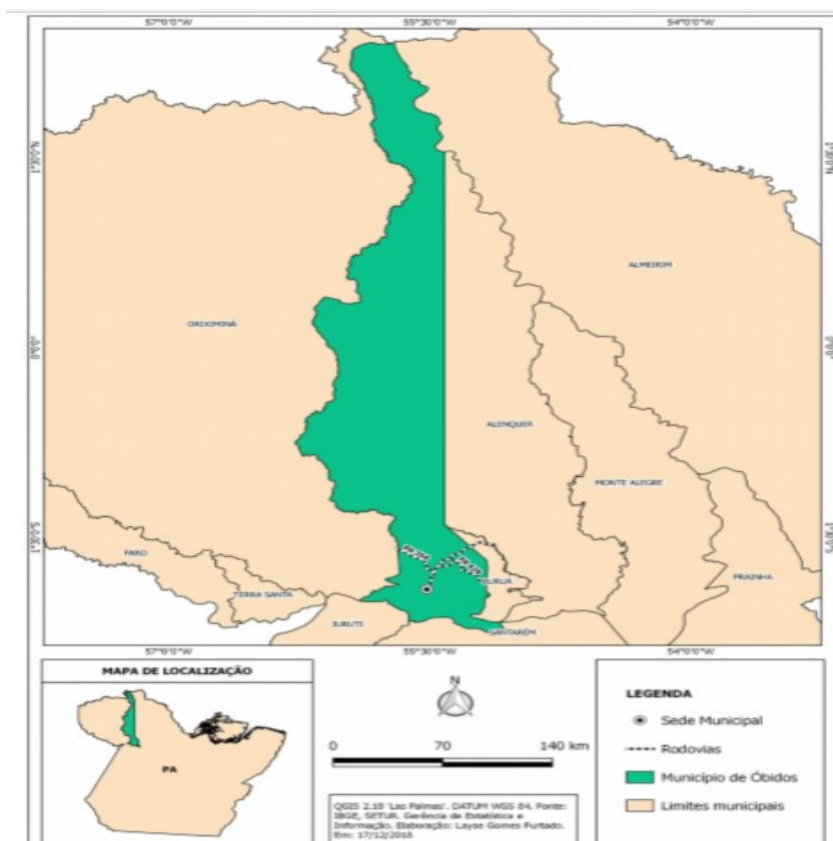 57°0'0"W
55°30'0"W
54°0'0"W
1°30'0"N
1°30'0"N
ALMEIRIM
ORIXIMINÁ
0°0'0"
0°0'0"
ALENQUER
MONTE ALEGRE
1°30'0"S
1°30'0"S
FARO
CURUÁ
PRAINHA
TERRA SANTA
JURUTI
SANTARÉM
57°0'0"W
55°30'0"W
54°0'0"W
MAPA DE LOCALIZAÇÃO
PA
N
0 70 140 km
QGIS 2.18 'Las Palmas'. DATUM WGS 84. Fonte:
IBGE, SETUR. Gerência de Estatística e
Informação. Elaboração: Layse Gomes Furtado.
Em: 17/12/2018
LEGENDA
Sede Municipal
Rodovias
Município de Óbidos
Limites municipais